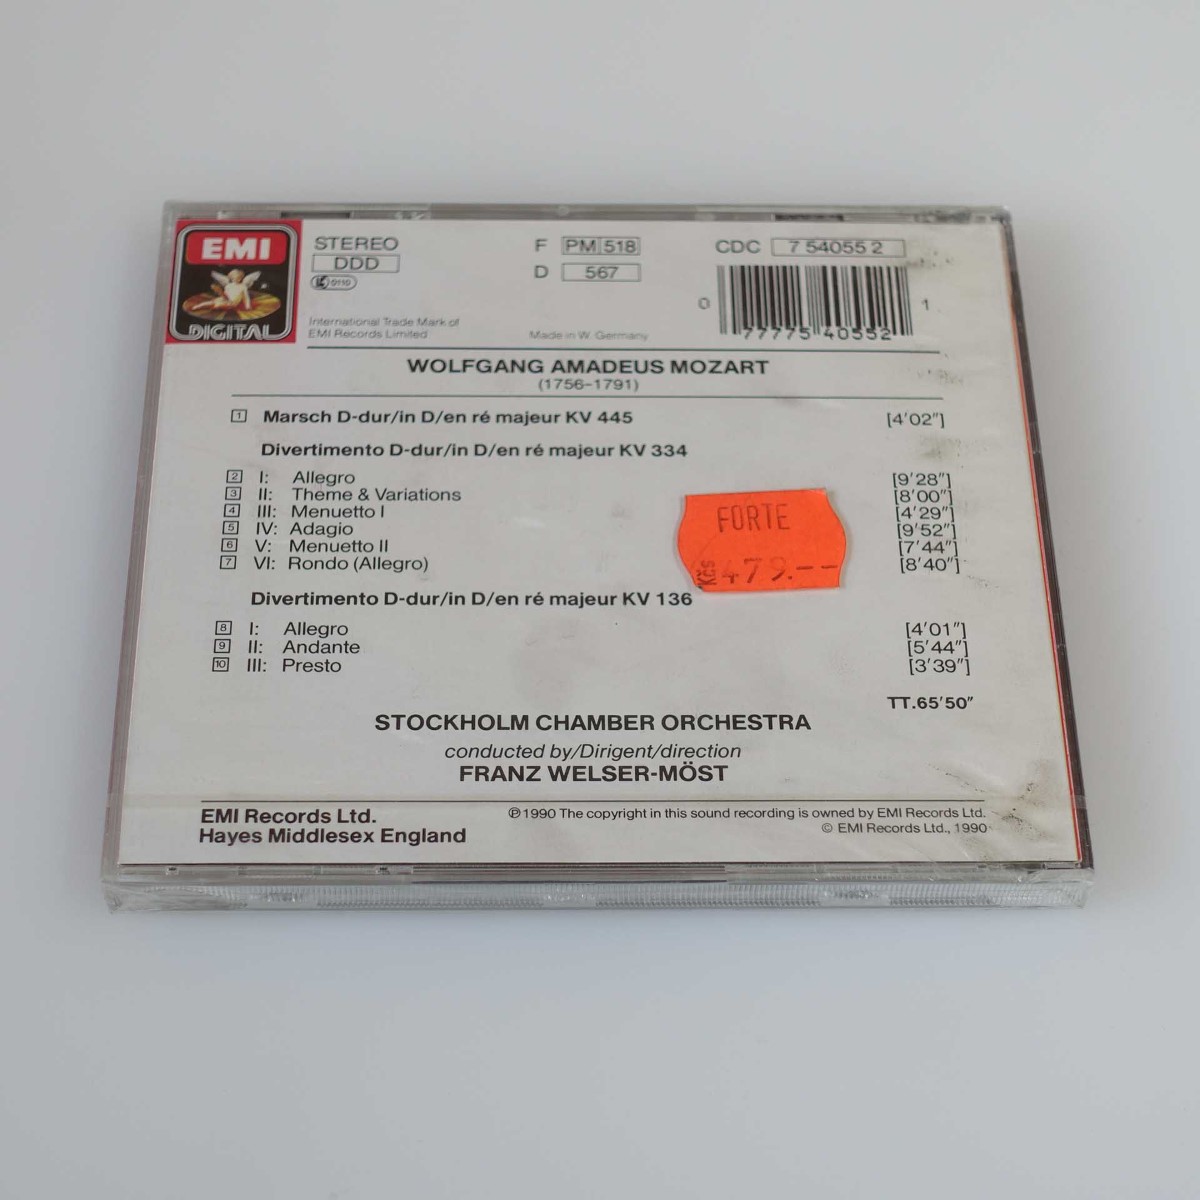 EMI
DIGITAL
STEREO
DDD
LC 0110
International Trade Mark of
EMI Records Limited
F PM 518
D 567
Made in W. Germany
CDC 7 54055 2
0 77775 40552 1
WOLFGANG AMADEUS MOZART
(1756–1791)
1 Marsch D-dur/in D/en ré majeur KV 445 [4'02"]
Divertimento D-dur/in D/en ré majeur KV 334
2 I: Allegro [9'28"]
3 II: Theme & Variations [8'00"]
4 III: Menuetto I [4'29"]
5 IV: Adagio [9'52"]
6 V: Menuetto II [7'44"]
7 VI: Rondo (Allegro) [8'40"]
FORTE
Kčs 479.--
Divertimento D-dur/in D/en ré majeur KV 136
8 I: Allegro [4'01"]
9 II: Andante [5'44"]
10 III: Presto [3'39"]
TT.65'50"
STOCKHOLM CHAMBER ORCHESTRA
conducted by/Dirigent/direction
FRANZ WELSER-MÖST
EMI Records Ltd.
Hayes Middlesex England
℗ 1990 The copyright in this sound recording is owned by EMI Records Ltd.
© EMI Records Ltd., 1990